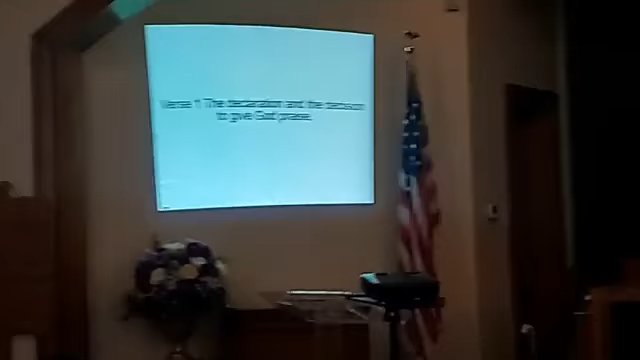 Verse 1 The declaration and the decision
to give God praise.